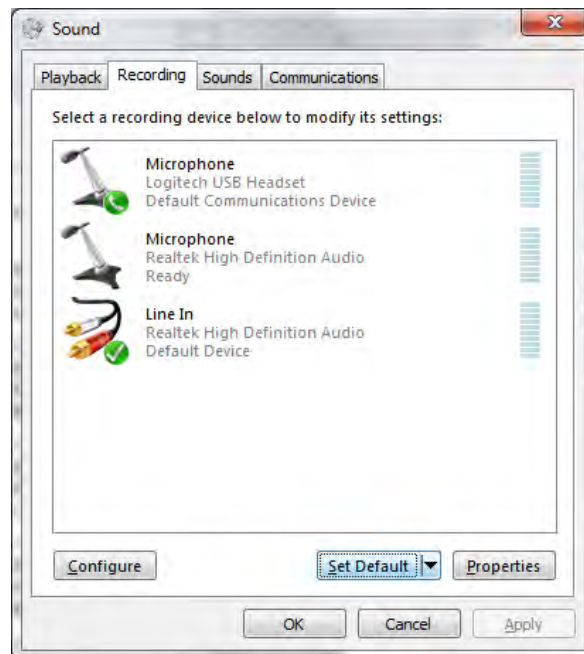 Sound
Playback Recording Sounds Communications
Select a recording device below to modify its settings:
Microphone
Logitech USB Headset
Default Communications Device
Microphone
Realtek High Definition Audio
Ready
Line In
Realtek High Definition Audio
Default Device
Configure Set Default Properties
OK Cancel Apply